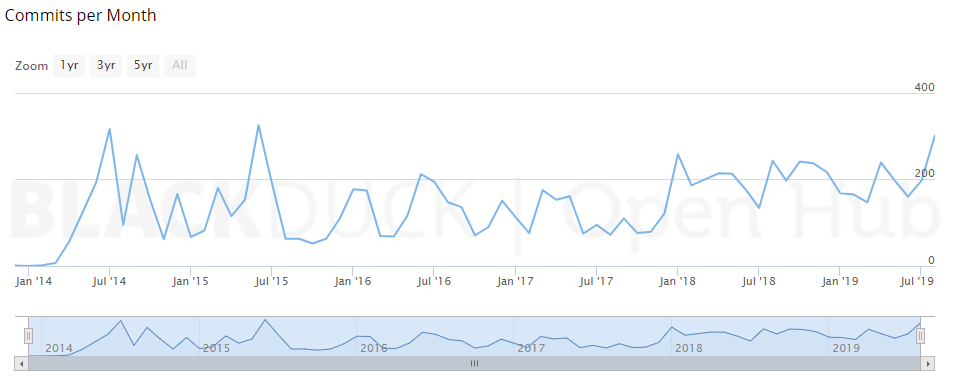 Commits per Month
Zoom 1yr 3yr 5yr All
400
200
0
BLACKDUCK | Open Hub
Jan '14 Jul '14 Jan '15 Jul '15 Jan '16 Jul '16 Jan '17 Jul '17 Jan '18 Jul '18 Jan '19 Jul '19
2014 2015 2016 2017 2018 2019